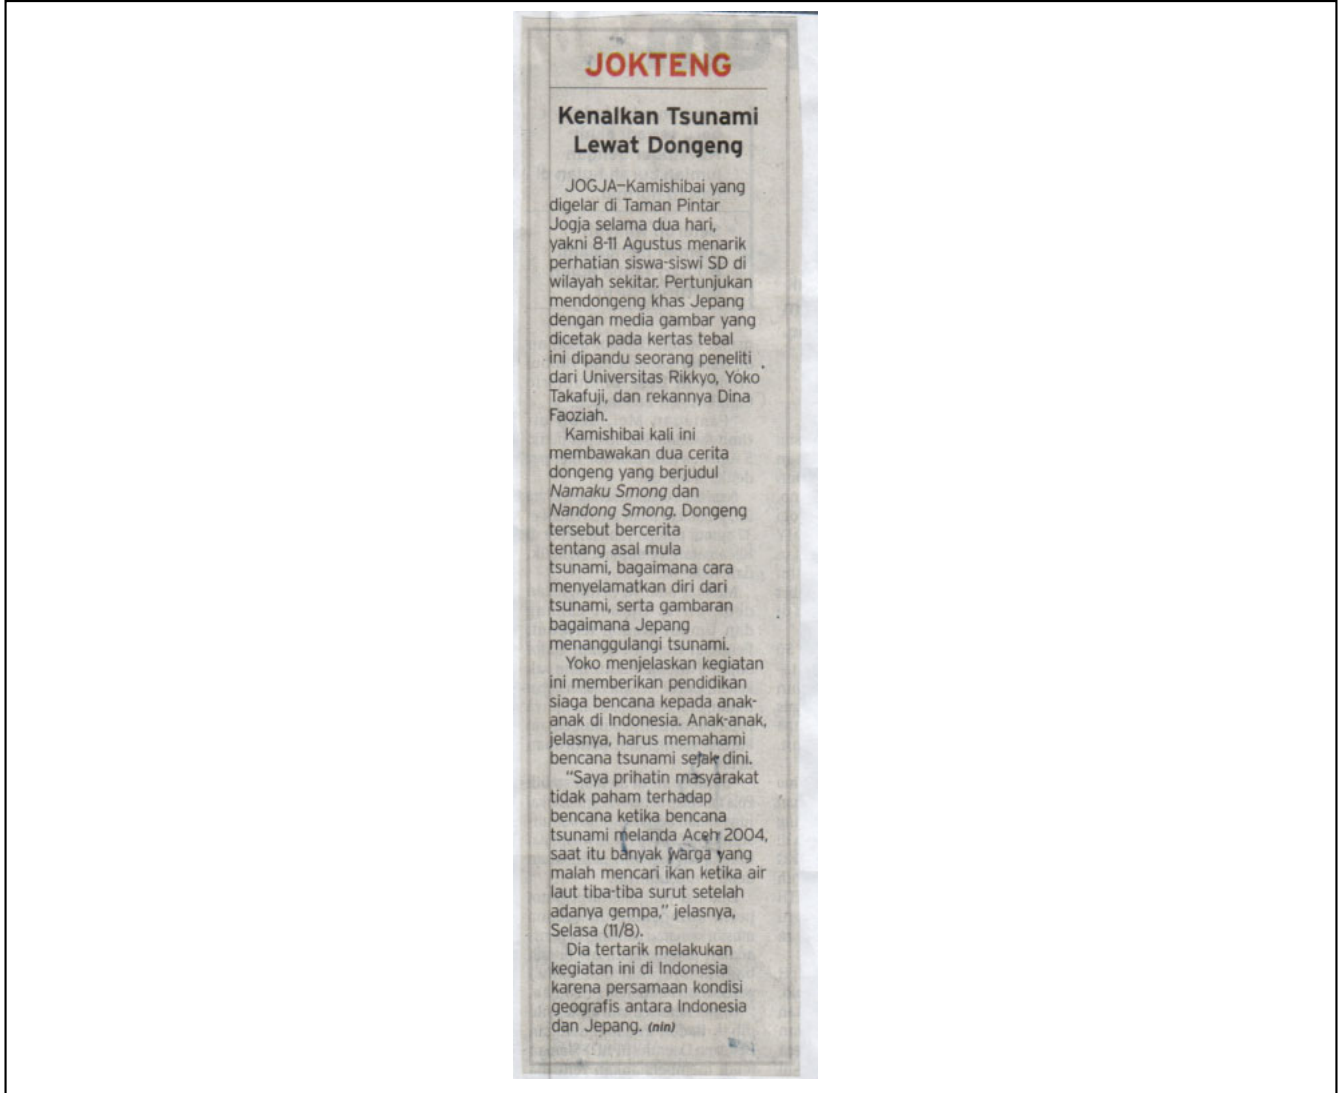 JOKTENG
Kenalkan Tsunami
Lewat Dongeng
JOGJA–Kamishibai yang
digelar di Taman Pintar
Jogja selama dua hari,
yakni 8-11 Agustus menarik
perhatian siswa-siswi SD di
wilayah sekitar. Pertunjukan
mendongeng khas Jepang
dengan media gambar yang
dicetak pada kertas tebal
ini dipandu seorang peneliti
dari Universitas Rikkyo, Yoko
Takafuji, dan rekannya Dina
Faoziah.
Kamishibai kali ini
membawakan dua cerita
dongeng yang berjudul
Namaku Smong dan
Nandong Smong. Dongeng
tersebut bercerita
tentang asal mula
tsunami, bagaimana cara
menyelamatkan diri dari
tsunami, serta gambaran
bagaimana Jepang
menanggulangi tsunami.
Yoko menjelaskan kegiatan
ini memberikan pendidikan
siaga bencana kepada anak-
anak di Indonesia. Anak-anak,
jelasnya, harus memahami
bencana tsunami sejak dini.
“Saya prihatin masyarakat
tidak paham terhadap
bencana ketika bencana
tsunami melanda Aceh 2004,
saat itu banyak warga yang
malah mencari ikan ketika air
laut tiba-tiba surut setelah
adanya gempa,” jelasnya,
Selasa (11/8).
Dia tertarik melakukan
kegiatan ini di Indonesia
karena persamaan kondisi
geografis antara Indonesia
dan Jepang. (nin)